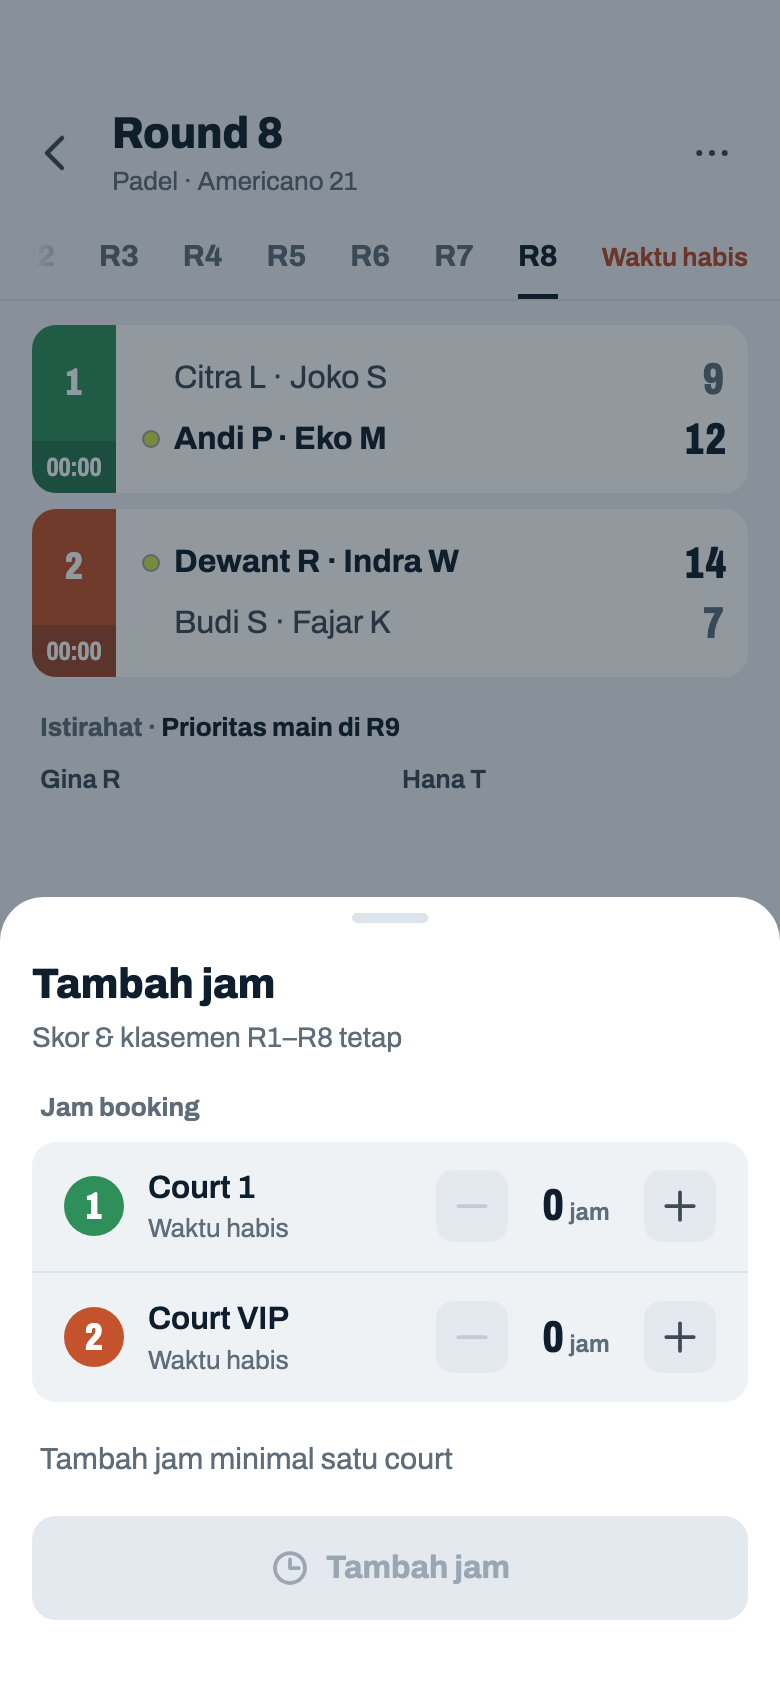 Round 8
Padel · Americano 21
2 R3 R4 R5 R6 R7 R8 Waktu habis
1
00:00
Citra L · Joko S 9
Andi P · Eko M 12
2
00:00
Dewant R · Indra W 14
Budi S · Fajar K 7
Istirahat · Prioritas main di R9
Gina R Hana T
Tambah jam
Skor & klasemen R1–R8 tetap
Jam booking
1 Court 1
Waktu habis
0 jam
2 Court VIP
Waktu habis
0 jam
Tambah jam minimal satu court
Tambah jam